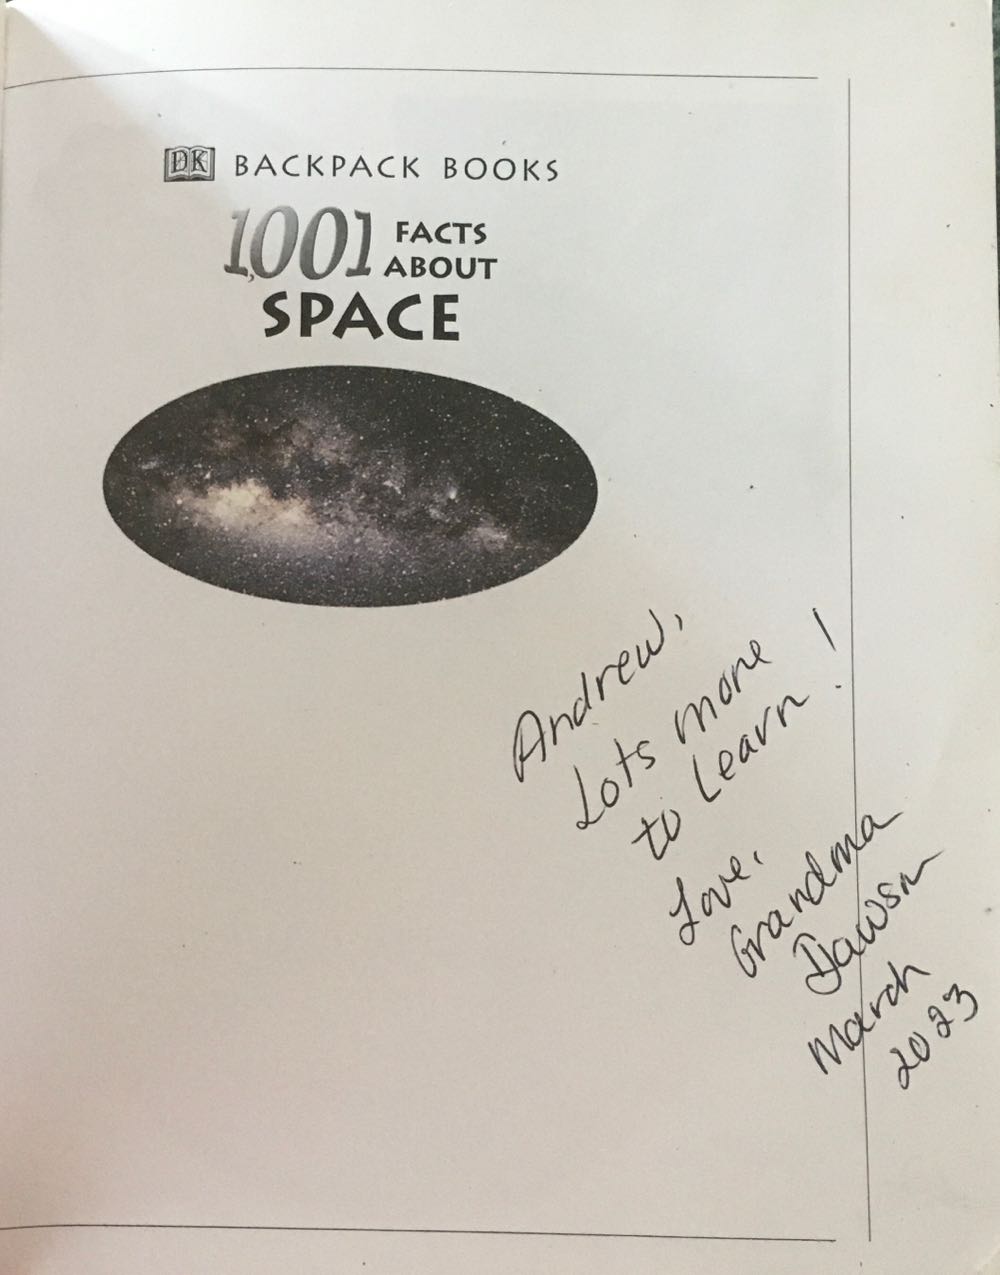 DK BACKPACK BOOKS
1,001 FACTS
ABOUT
SPACE
Andrew,
Lots more
to Learn!
Love,
Grandma
Dawson
March
2023